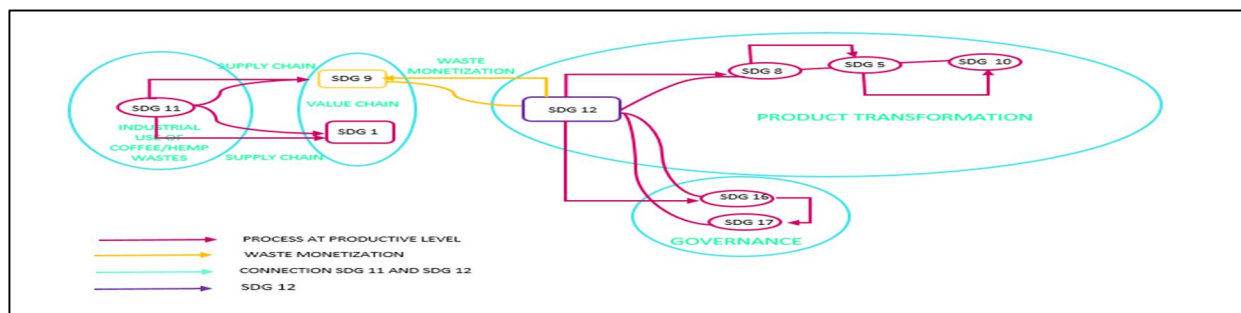 SUPPLY CHAIN
WASTE
MONETIZATION
SDG 9
SDG 8
SDG 5
SDG 10
SDG 11
VALUE CHAIN
SDG 12
PRODUCT TRANSFORMATION
INDUSTRIAL
USE OF
COFFEE/HEMP
WASTES
SDG 1
SUPPLY CHAIN
SDG 16
SDG 17
GOVERNANCE
PROCESS AT PRODUCTIVE LEVEL
WASTE MONETIZATION
CONNECTION SDG 11 AND SDG 12
SDG 12